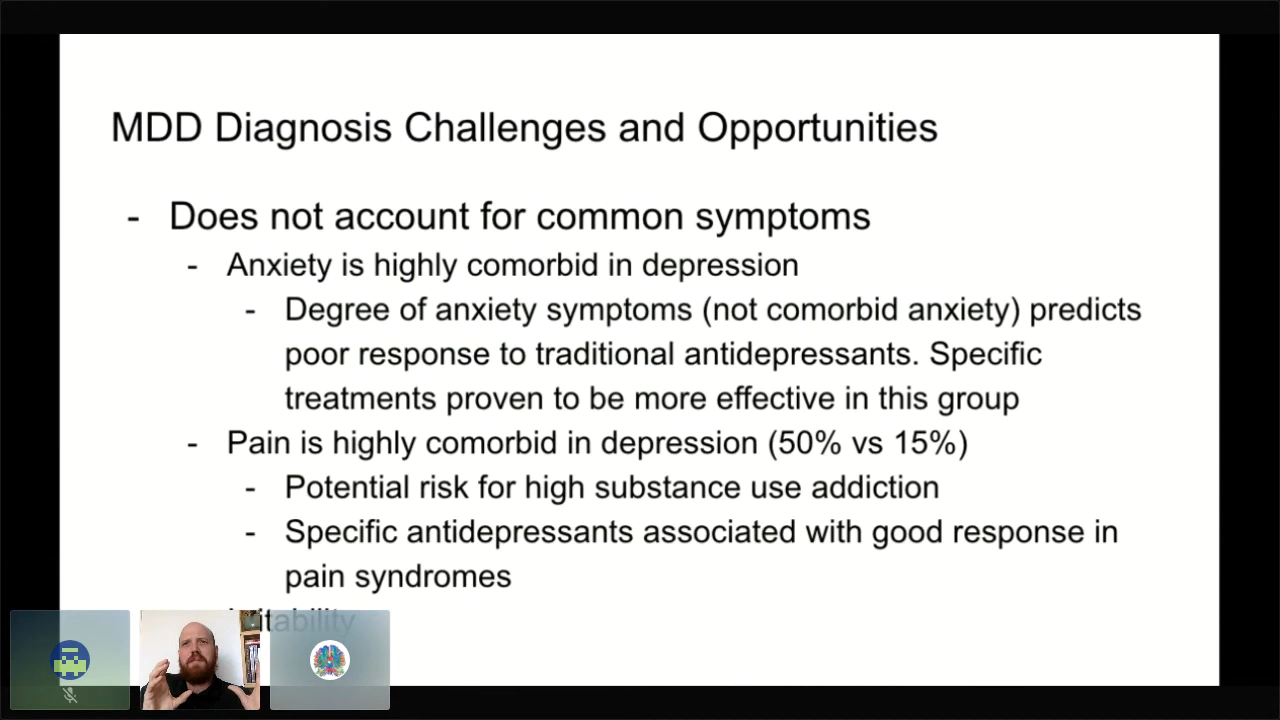 MDD Diagnosis Challenges and Opportunities
- Does not account for common symptoms
- Anxiety is highly comorbid in depression
- Degree of anxiety symptoms (not comorbid anxiety) predicts
poor response to traditional antidepressants. Specific
treatments proven to be more effective in this group
- Pain is highly comorbid in depression (50% vs 15%)
- Potential risk for high substance use addiction
- Specific antidepressants associated with good response in
pain syndromes
Irritability